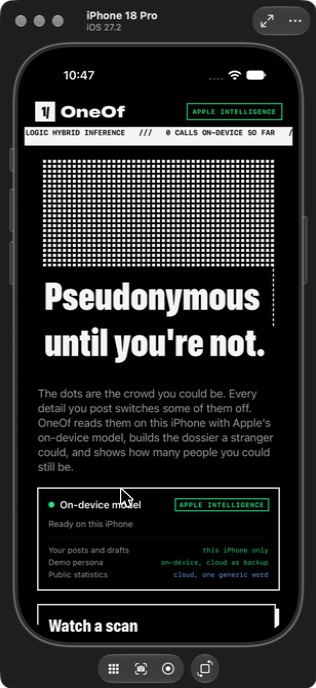 iPhone 18 Pro
iOS 27.2
10:47
1/ OneOf
APPLE INTELLIGENCE
LOGIC HYBRID INFERENCE /// 0 CALLS ON-DEVICE SO FAR /
Pseudonymous
until you're not.
The dots are the crowd you could be. Every
detail you post switches some of them off.
OneOf reads them on this iPhone with Apple's
on-device model, builds the dossier a stranger
could, and shows how many people you could
still be.
On-device model
APPLE INTELLIGENCE
Ready on this iPhone
Your posts and drafts this iPhone only
Demo persona on-device, cloud as backup
Public statistics cloud, one generic word
Watch a scan